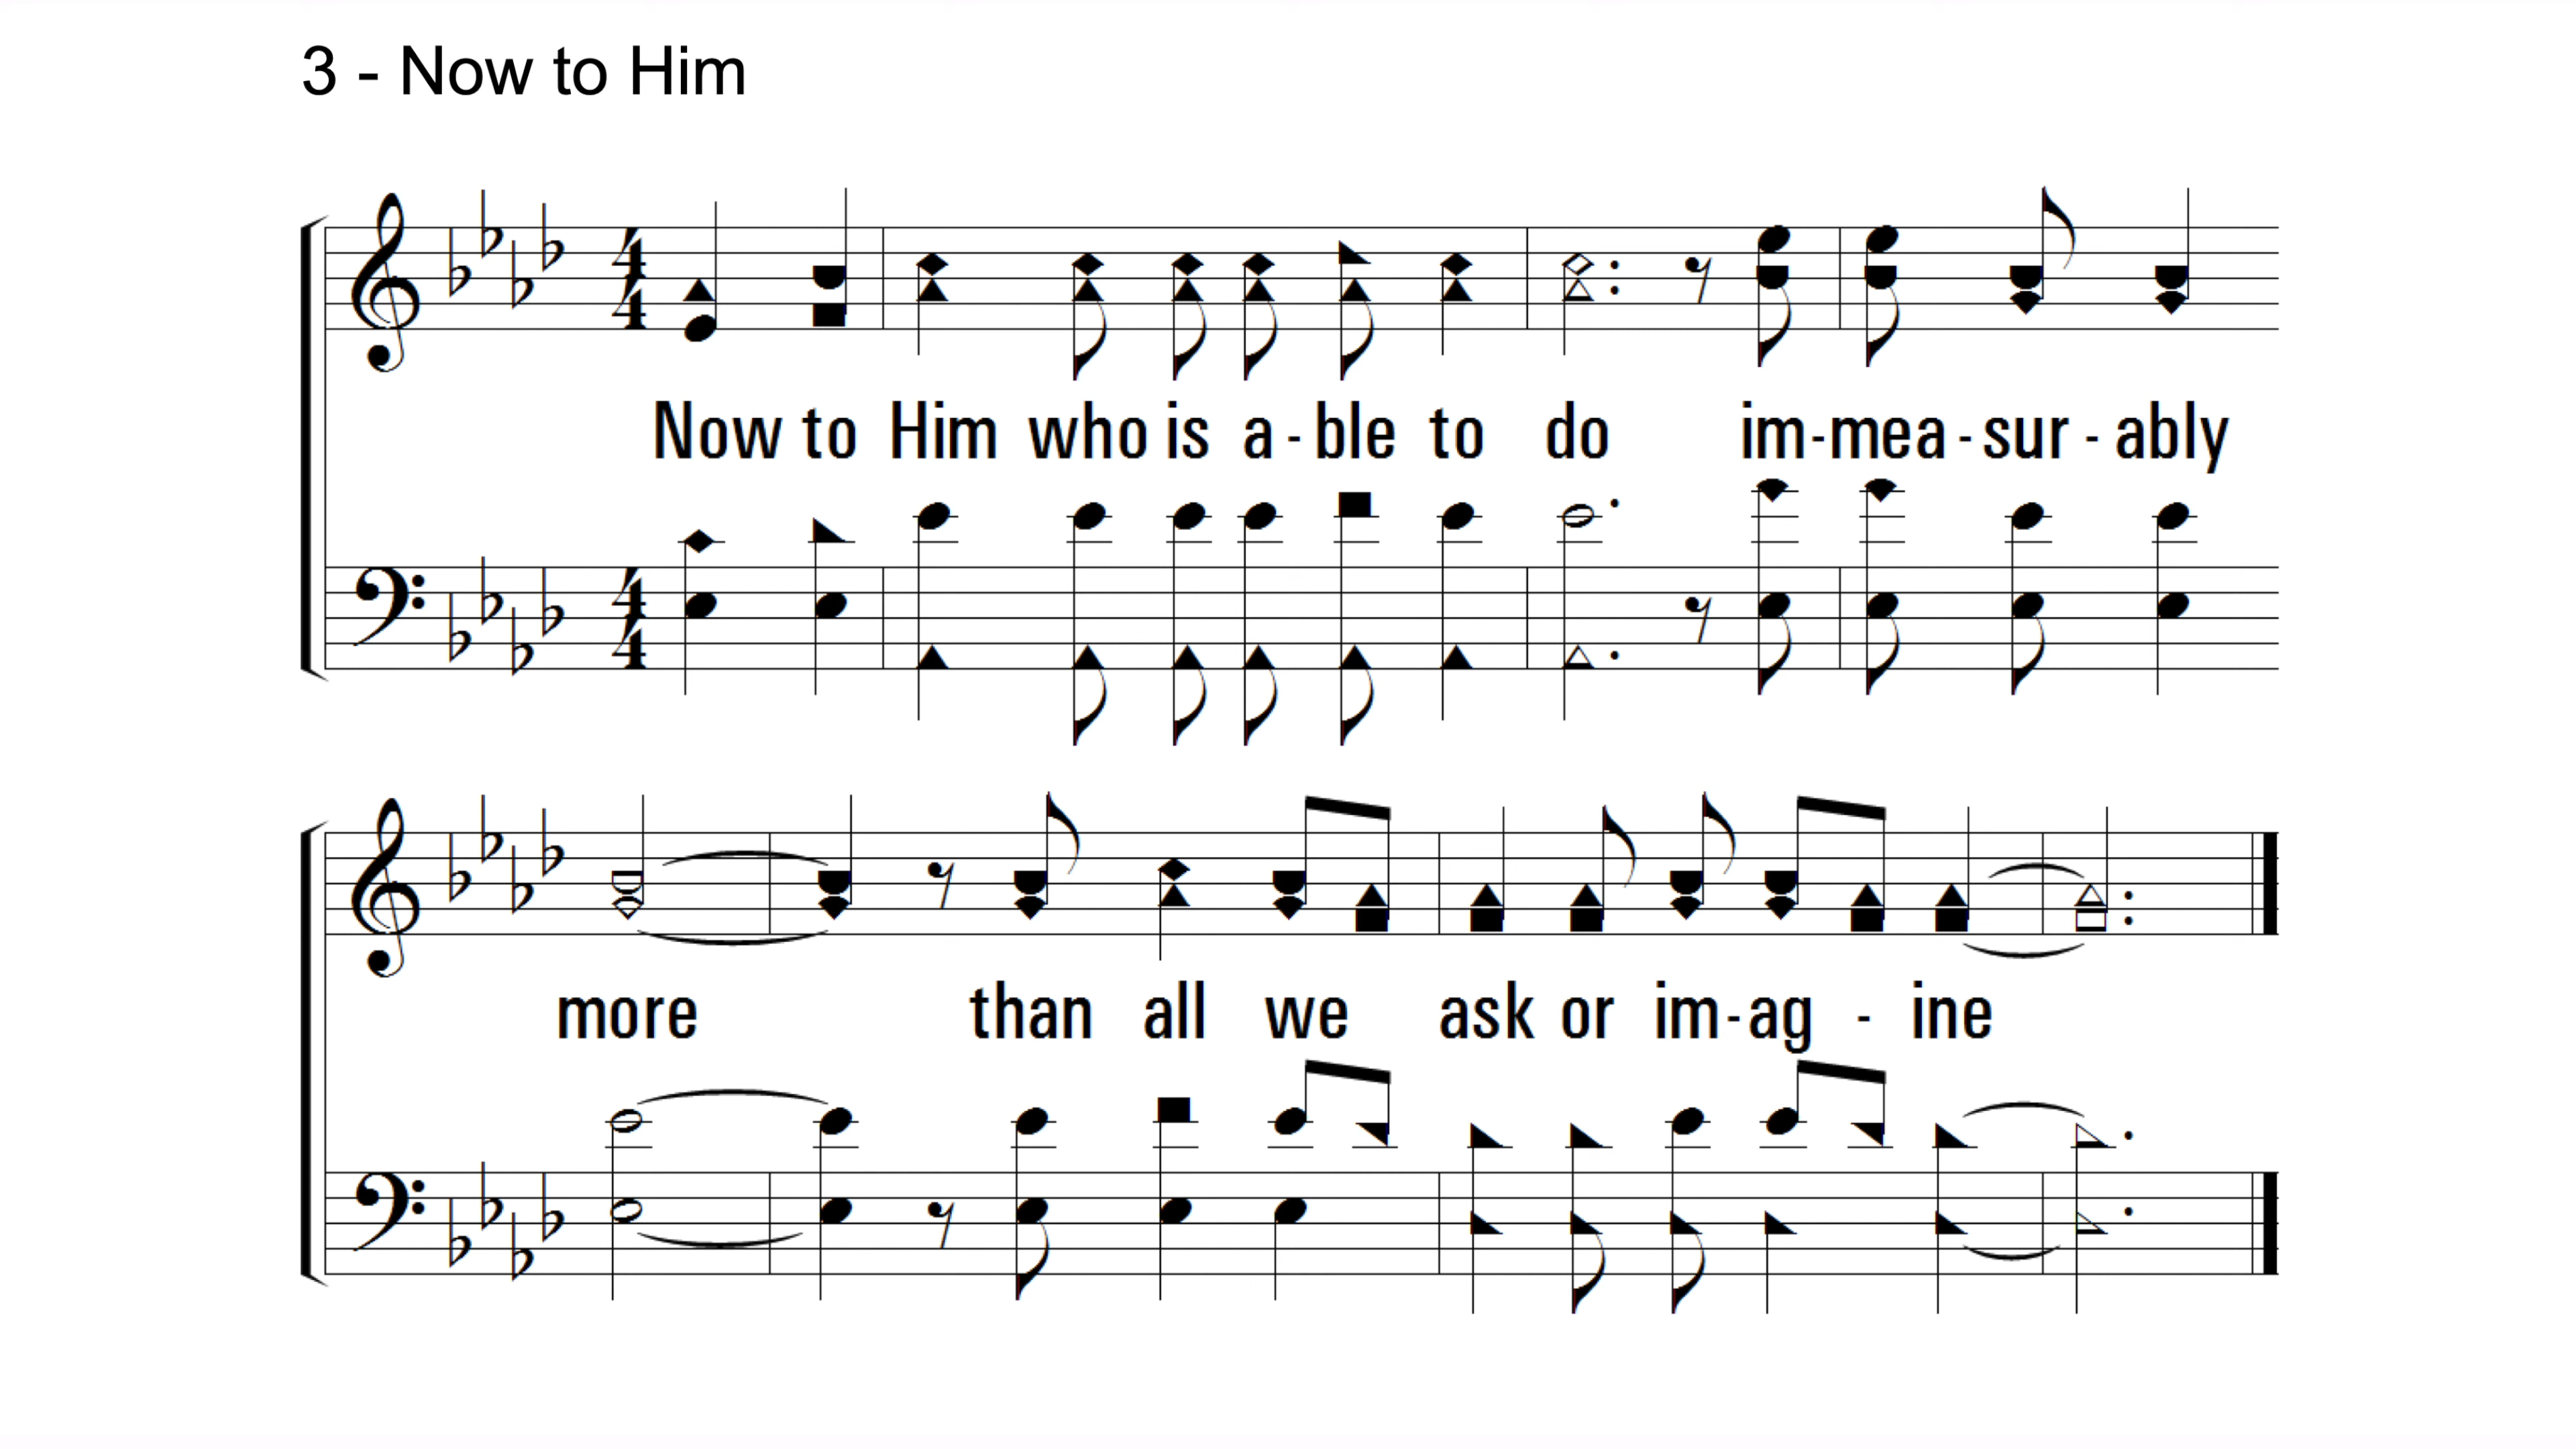 3 - Now to Him
Now to Him who is a - ble to do im - mea - sur - ably
more than all we ask or im - ag - ine